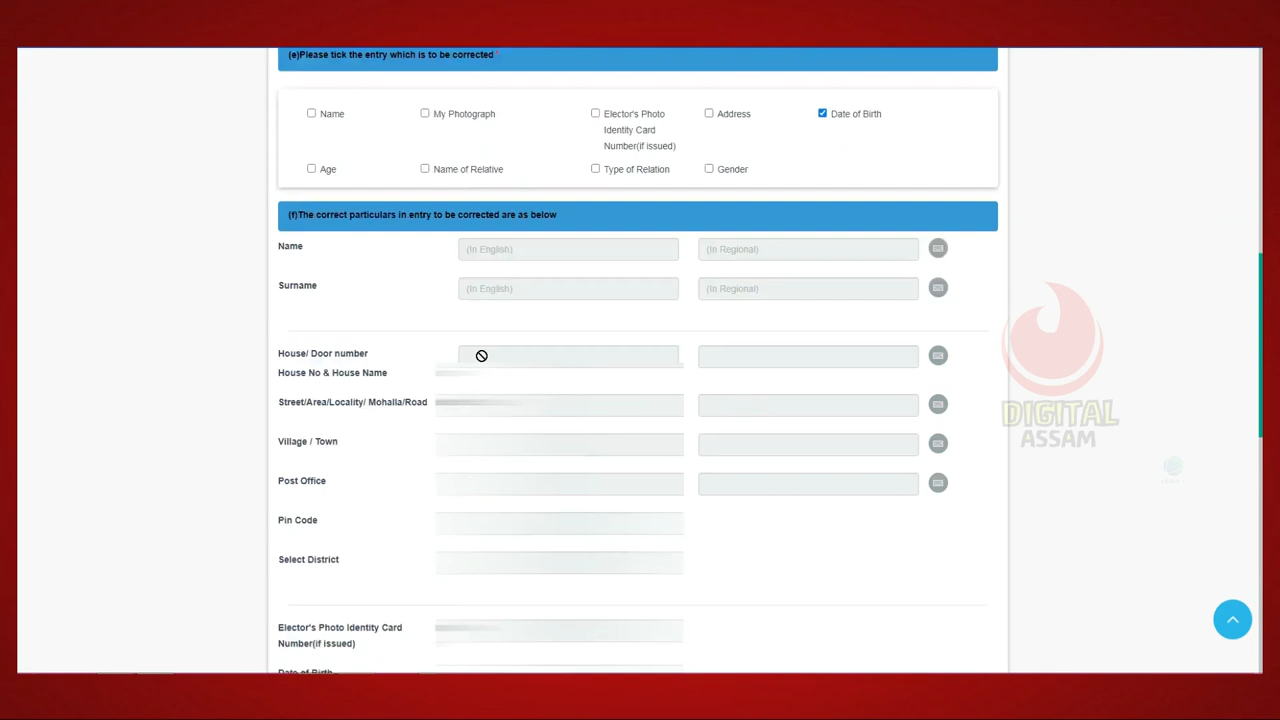 (e)Please tick the entry which is to be corrected *
Name
My Photograph
Elector's Photo
Identity Card
Number(if issued)
Address
Date of Birth
Age
Name of Relative
Type of Relation
Gender
(f)The correct particulars in entry to be corrected are as below
Name
(In English)
(In Regional)
Surname
(In English)
(In Regional)
House/ Door number
House No & House Name
Street/Area/Locality/ Mohalla/Road
Village / Town
Post Office
Pin Code
Select District
Elector's Photo Identity Card
Number(if issued)
Date of Birth
DIGITAL
ASSAM